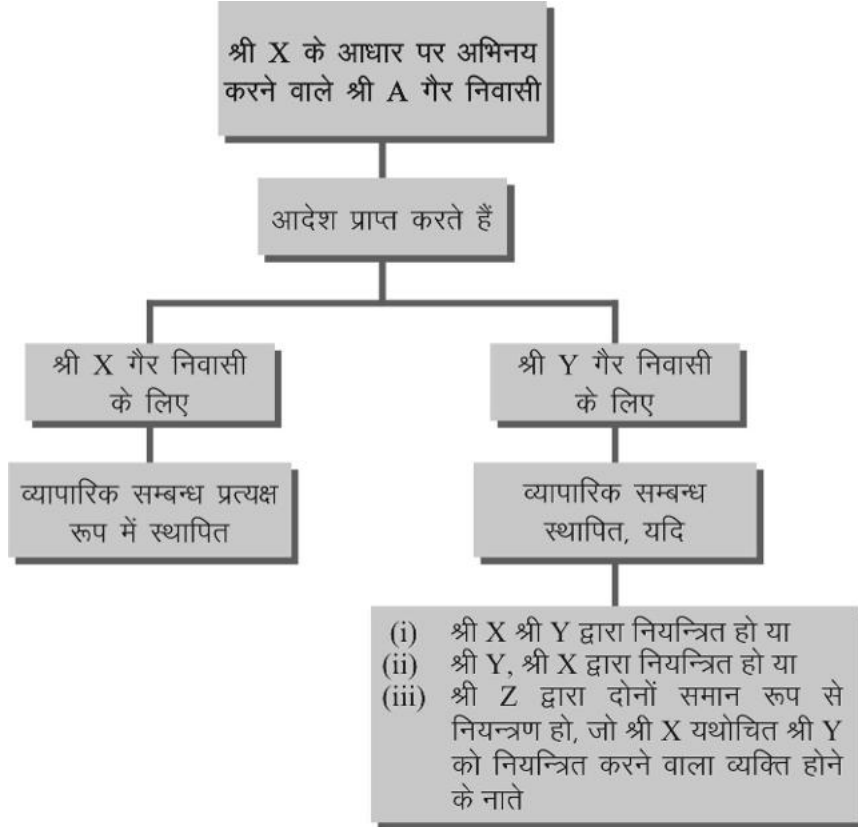 श्री X के आधार पर अभिनय
करने वाले श्री A गैर निवासी
आदेश प्राप्त करते हैं
श्री X गैर निवासी
के लिए
व्यापारिक सम्बन्ध प्रत्यक्ष
रूप में स्थापित
श्री Y गैर निवासी
के लिए
व्यापारिक सम्बन्ध
स्थापित, यदि
(i) श्री X श्री Y द्वारा नियन्त्रित हो या
(ii) श्री Y, श्री X द्वारा नियन्त्रित हो या
(iii) श्री Z द्वारा दोनों समान रूप से
नियन्त्रण हो, जो श्री X यथोचित श्री Y
को नियन्त्रित करने वाला व्यक्ति होने
के नाते